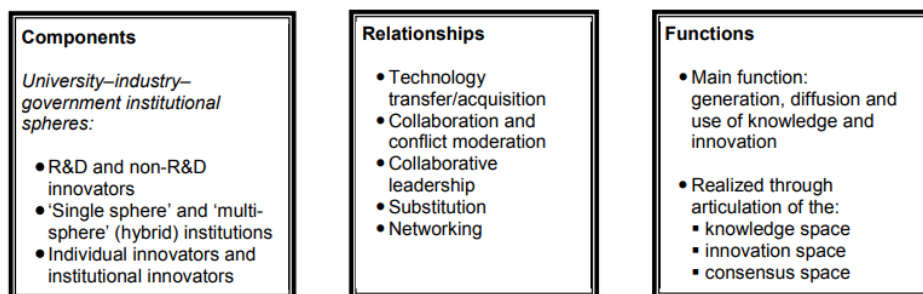 Components
University–industry–
government institutional
spheres:
● R&D and non-R&D
innovators
● ‘Single sphere’ and ‘multi-
sphere’ (hybrid) institutions
● Individual innovators and
institutional innovators
Relationships
● Technology
transfer/acquisition
● Collaboration and
conflict moderation
● Collaborative
leadership
● Substitution
● Networking
Functions
● Main function:
generation, diffusion and
use of knowledge and
innovation
● Realized through
articulation of the:
▪ knowledge space
▪ innovation space
▪ consensus space